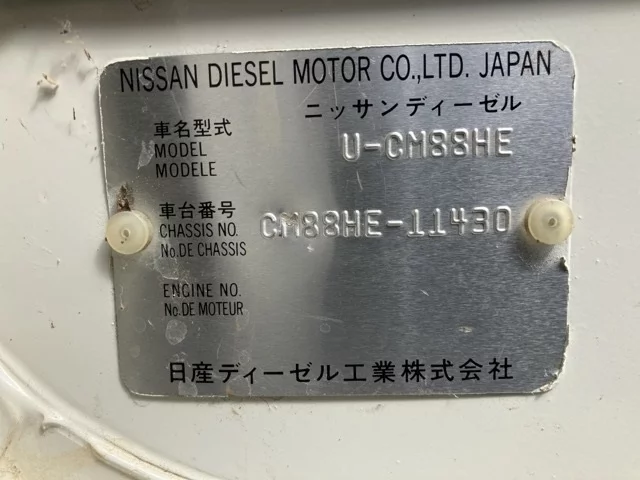 NISSAN DIESEL MOTOR CO.,LTD. JAPAN
ニッサンディーゼル
車名型式
MODEL U-CM88HE
MODELE
車台番号
CHASSIS NO. CM88HE-11430
No.DE CHASSIS
ENGINE NO.
No.DE MOTEUR
日産ディーゼル工業株式会社